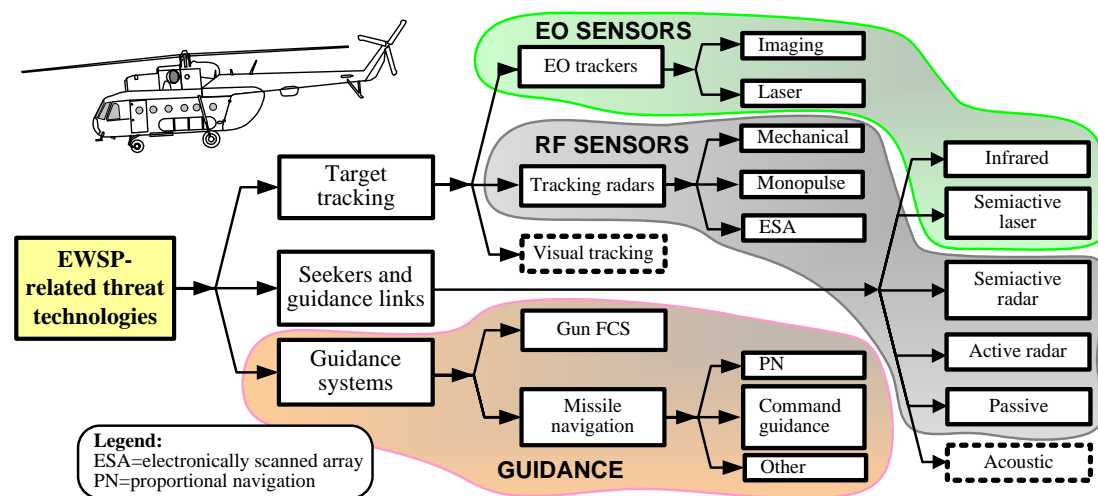 EO SENSORS
EO trackers
Imaging
Laser
RF SENSORS
Mechanical
Tracking radars
Monopulse
ESA
Visual tracking
Target
tracking
EWSP-
related threat
technologies
Seekers and
guidance links
Infrared
Semiactive
laser
Semiactive
radar
Active radar
Passive
Acoustic
Guidance
systems
Gun FCS
Missile
navigation
PN
Command
guidance
Other
GUIDANCE
Legend:
ESA=electronically scanned array
PN=proportional navigation